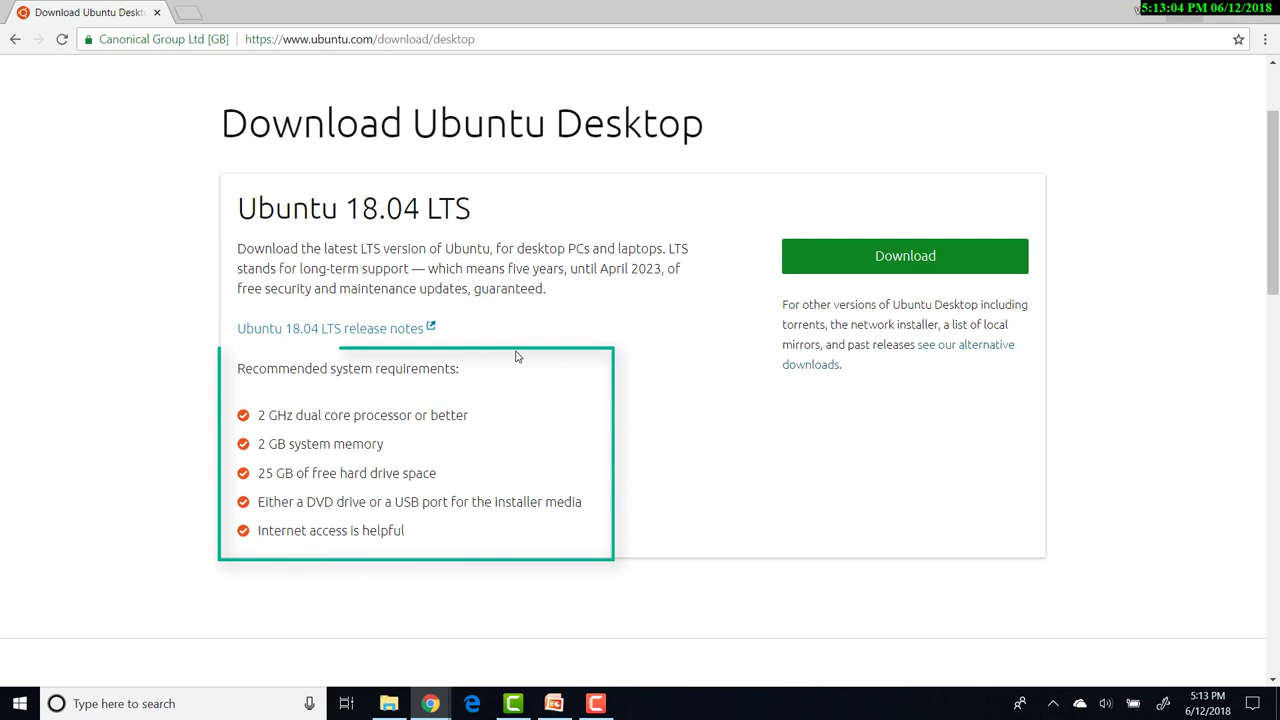 Download Ubuntu Deskt
5:13:04 PM 06/12/2018
Canonical Group Ltd [GB]
https://www.ubuntu.com/download/desktop
Download Ubuntu Desktop
Ubuntu 18.04 LTS
Download the latest LTS version of Ubuntu, for desktop PCs and laptops. LTS
stands for long-term support — which means five years, until April 2023, of
free security and maintenance updates, guaranteed.
Ubuntu 18.04 LTS release notes
Download
For other versions of Ubuntu Desktop including
torrents, the network installer, a list of local
mirrors, and past releases see our alternative
downloads.
Recommended system requirements:
2 GHz dual core processor or better
2 GB system memory
25 GB of free hard drive space
Either a DVD drive or a USB port for the installer media
Internet access is helpful
Type here to search
5:13 PM
6/12/2018